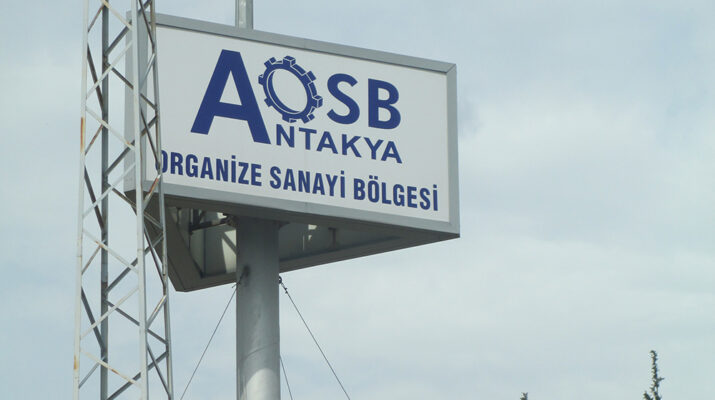 AOSB
ANTAKYA
ORGANİZE SANAYİ BÖLGESİ